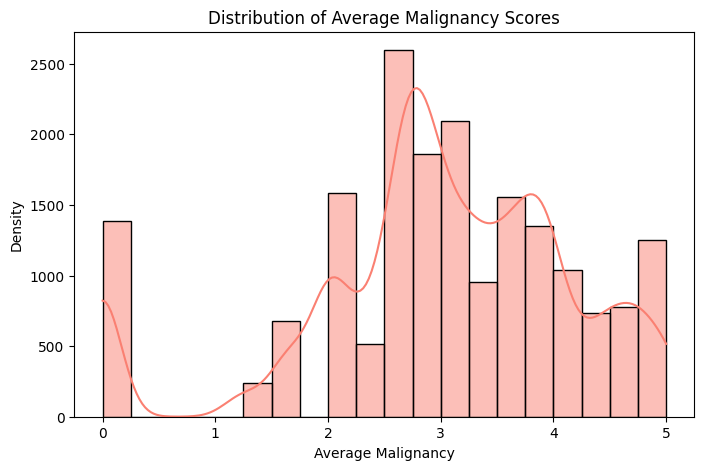 Distribution of Average Malignancy Scores
Density
2500
2000
1500
1000
500
0
0 1 2 3 4 5
Average Malignancy